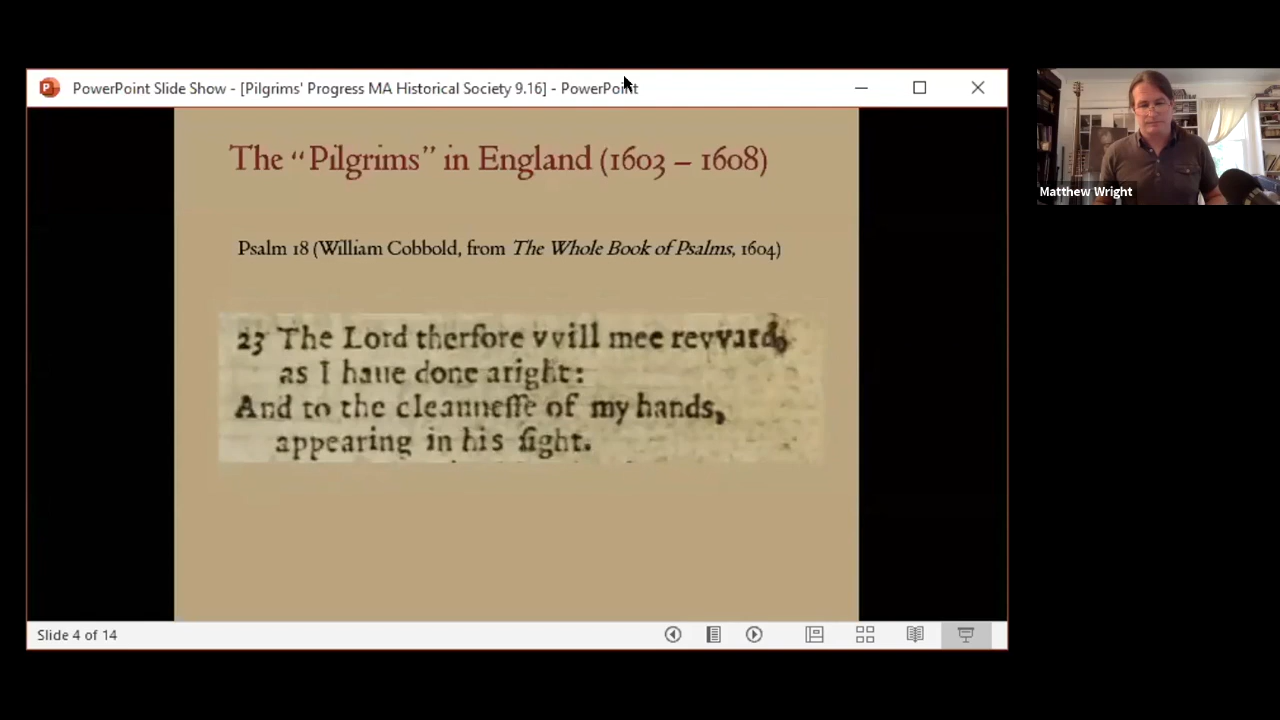 PowerPoint Slide Show - [Pilgrims' Progress MA Historical Society 9.16] - PowerPoint
The “Pilgrims” in England (1603 – 1608)
Psalm 18 (William Cobbold, from The Whole Book of Psalms, 1604)
23 The Lord therfore vvill mee revvard,
as I haue done aright:
And to the cleanneſſe of my hands,
appearing in his ſight.
Slide 4 of 14
Matthew Wright